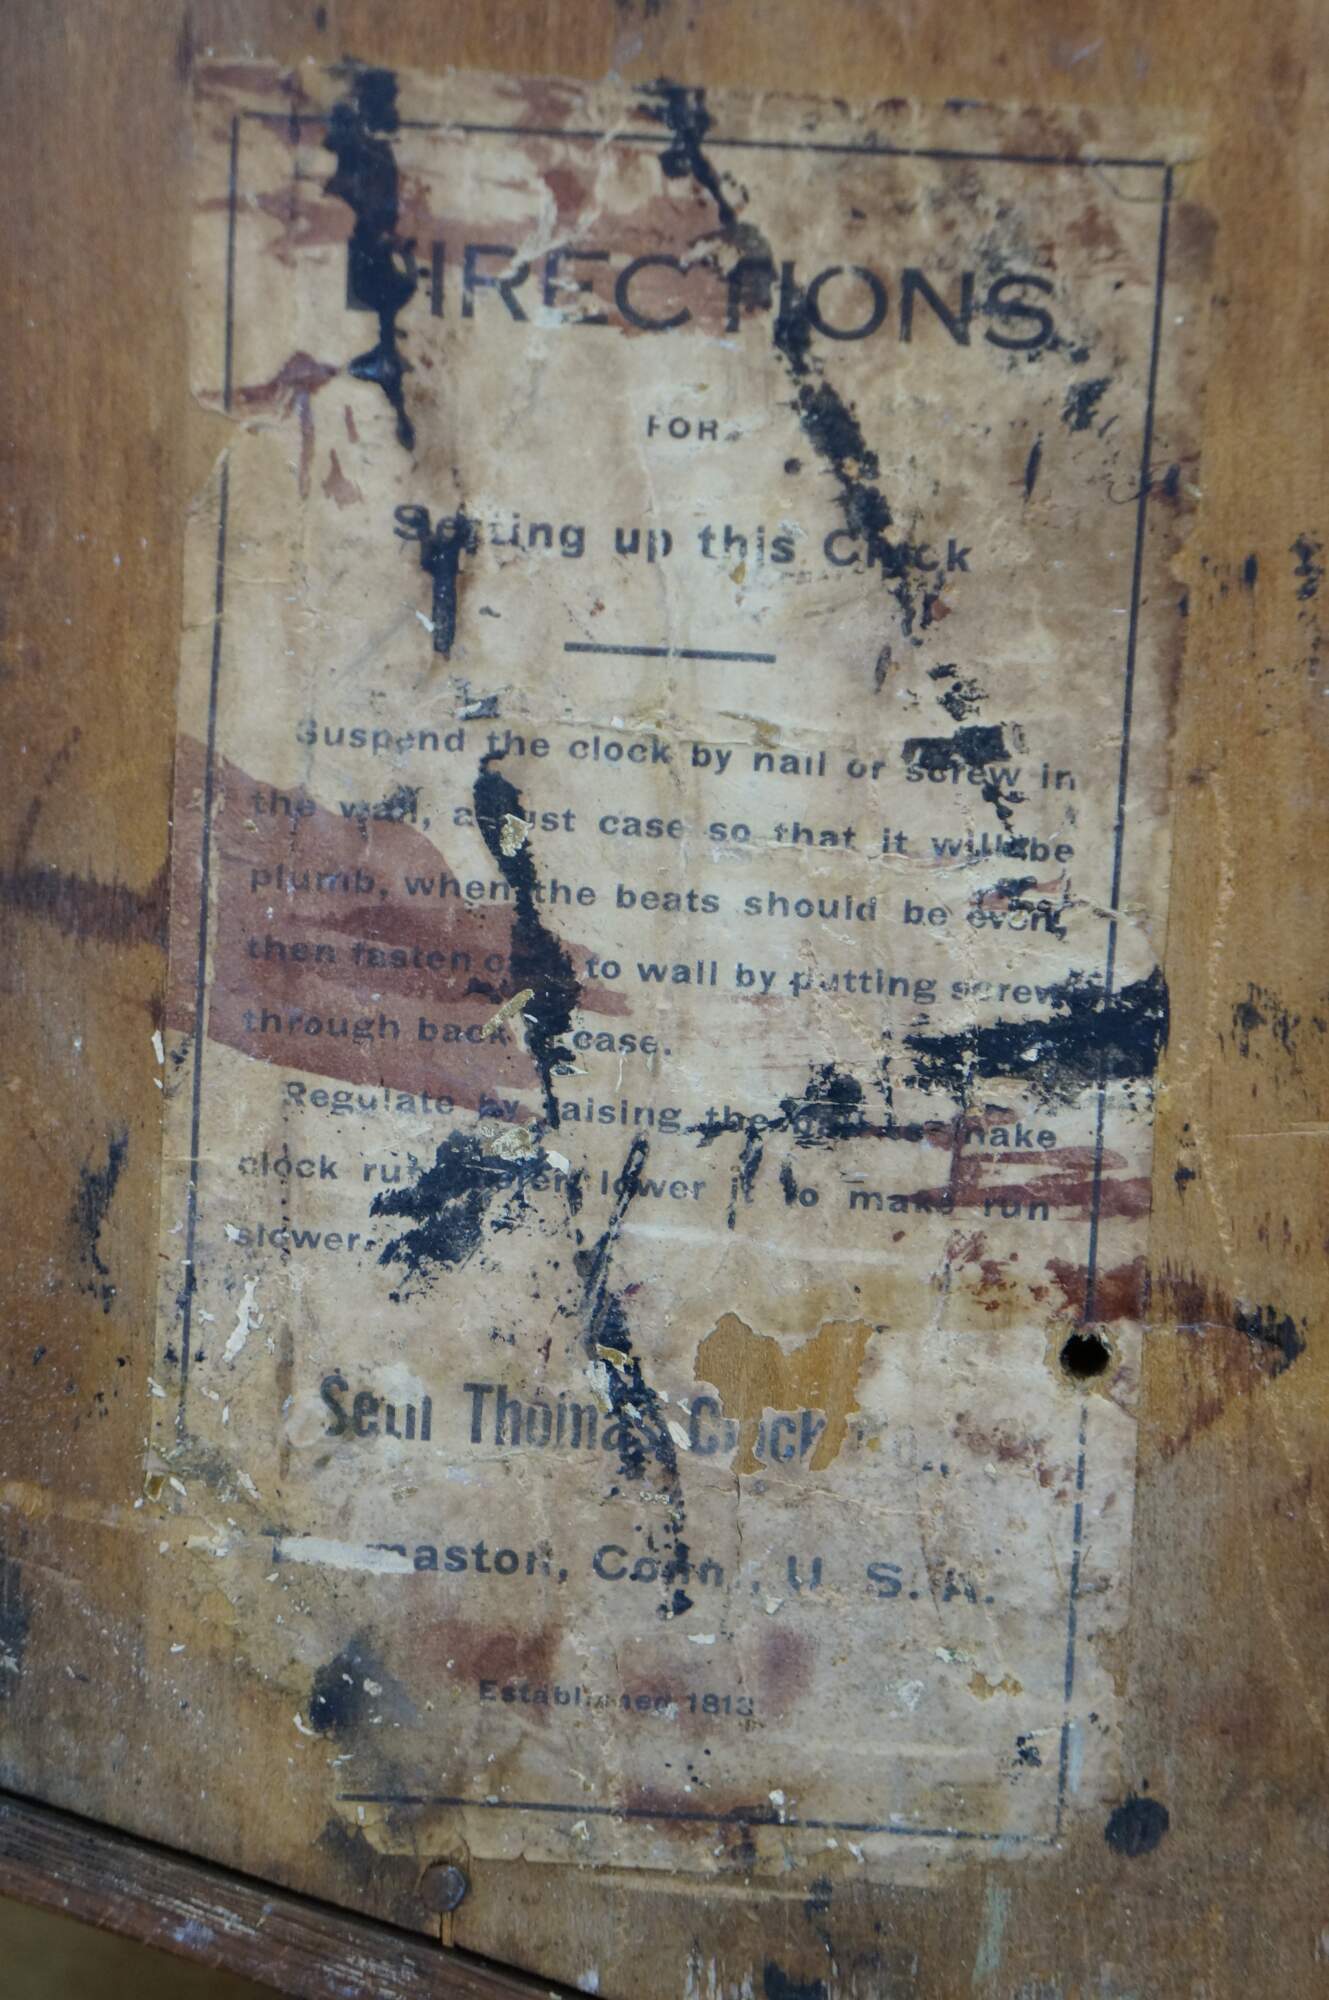 DIRECTIONS
FOR
Setting up this Clock
Suspend the clock by nail or screw in
the wall, adjust case so that it will be
plumb, when the beats should be even,
then fasten case to wall by putting screw
through back of case.
Regulate by raising the ball to make
clock run faster, lower it to make run
slower.
Seth Thomas Clock Co.
Thomaston, Conn., U. S. A.
Established 1813